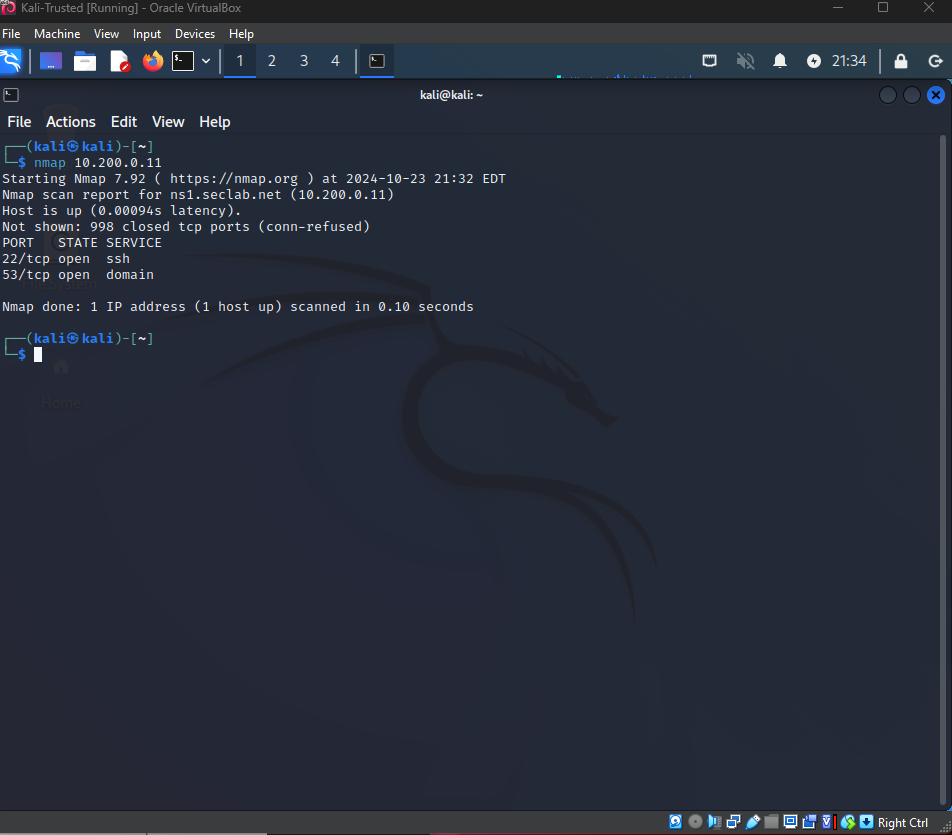 Kali-Trusted [Running] - Oracle VirtualBox
File Machine View Input Devices Help
1 2 3 4 21:34
kali@kali: ~
File Actions Edit View Help
┌──(kali㉿kali)-[~]
└─$ nmap 10.200.0.11
Starting Nmap 7.92 ( https://nmap.org ) at 2024-10-23 21:32 EDT
Nmap scan report for ns1.seclab.net (10.200.0.11)
Host is up (0.00094s latency).
Not shown: 998 closed tcp ports (conn-refused)
PORT   STATE SERVICE
22/tcp open  ssh
53/tcp open  domain
Nmap done: 1 IP address (1 host up) scanned in 0.10 seconds
┌──(kali㉿kali)-[~]
└─$
Home
Right Ctrl